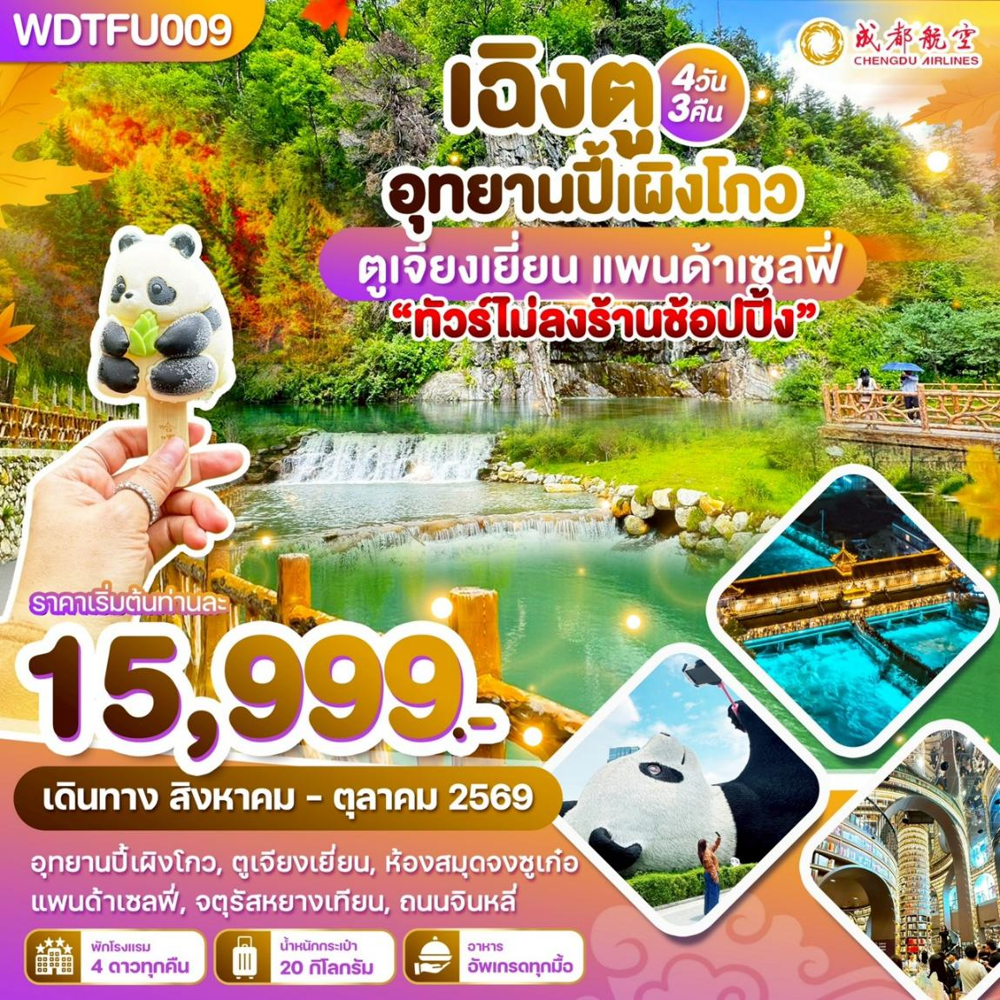 WDTFU009
成都航空
CHENGDU AIRLINES
เฉิงตู
4วัน
3คืน
อุทยานปี้เผิงโกว
ตูเจียงเยี่ยน แพนด้าเซลฟี่
“ทัวร์ไม่ลงร้านช้อปปิ้ง”
ราคาเริ่มต้นท่านละ
15,999.-
เดินทาง สิงหาคม - ตุลาคม 2569
อุทยานปี้เผิงโกว, ตูเจียงเยี่ยน, ห้องสมุดจงซูเก๋อ
แพนด้าเซลฟี่, จตุรัสหยางเทียน, ถนนจินหลี่
พักโรงแรม
4 ดาวทุกคืน
น้ำหนักกระเป๋า
20 กิโลกรัม
อาหาร
อัพเกรดทุกมื้อ